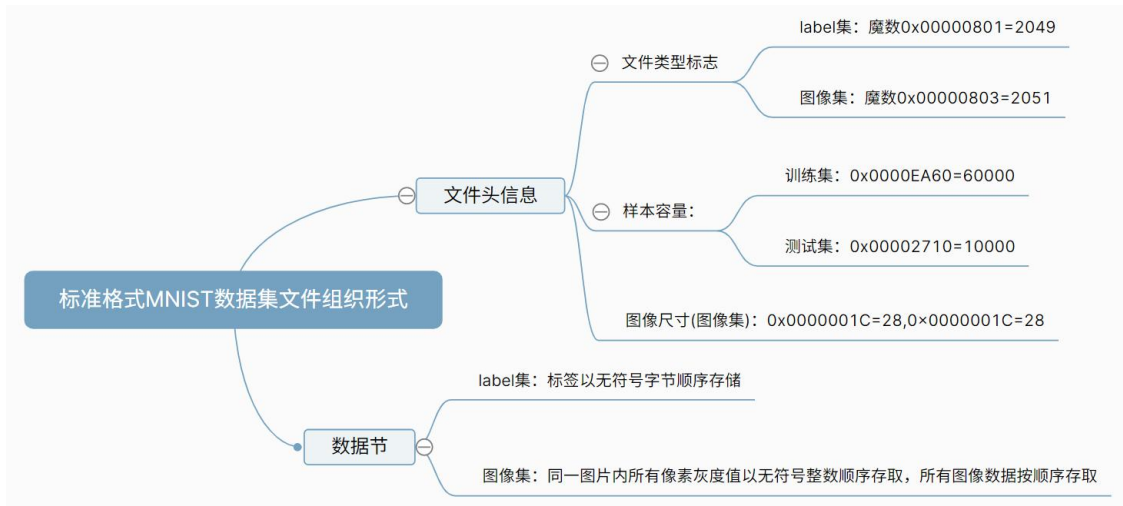 标准格式MNIST数据集文件组织形式
文件头信息
文件类型标志
label集：魔数0x00000801=2049
图像集：魔数0x00000803=2051
样本容量：
训练集：0x0000EA60=60000
测试集：0x00002710=10000
图像尺寸(图像集)：0x0000001C=28,0×0000001C=28
数据节
label集：标签以无符号字节顺序存储
图像集：同一图片内所有像素灰度值以无符号整数顺序存取，所有图像数据按顺序存取